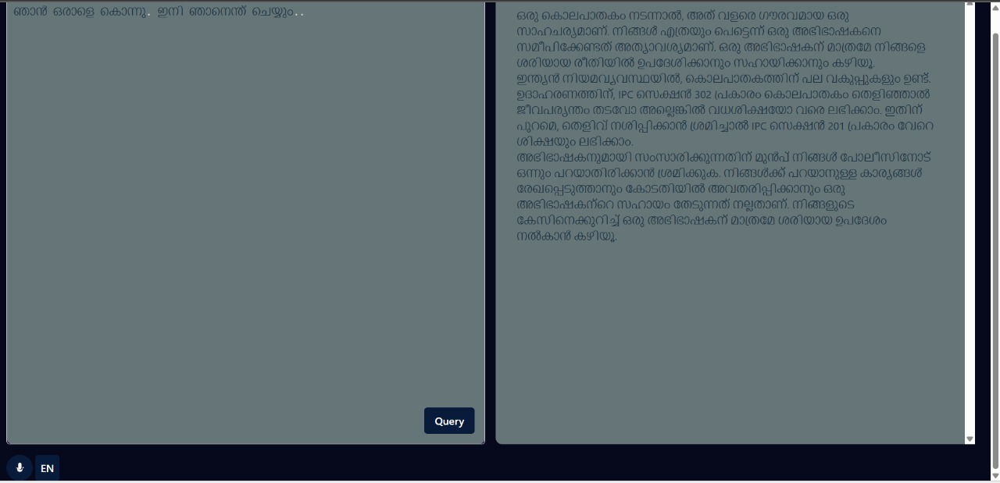 ഞാൻ ഒരാളെ കൊന്നു. ഇനി ഞാനെന്ത് ചെയ്യും..
ഒരു കൊലപാതകം നടന്നാൽ, അത് വളരെ ഗൗരവമായ ഒരു
സാഹചര്യമാണ്. നിങ്ങൾ എത്രയും പെട്ടെന്ന് ഒരു അഭിഭാഷകനെ
സമീപിക്കേണ്ടത് അത്യാവശ്യമാണ്. ഒരു അഭിഭാഷകന് മാത്രമേ നിങ്ങളെ
ശരിയായ രീതിയിൽ ഉപദേശിക്കാനും സഹായിക്കാനും കഴിയൂ.
ഇന്ത്യൻ നിയമവ്യവസ്ഥയിൽ, കൊലപാതകത്തിന് പല വകുപ്പുകളും ഉണ്ട്.
ഉദാഹരണത്തിന്, IPC സെക്ഷൻ 302 പ്രകാരം കൊലപാതകം തെളിഞ്ഞാൽ
ജീവപര്യന്തം തടവോ അല്ലെങ്കിൽ വധശിക്ഷയോ വരെ ലഭിക്കാം. ഇതിന്
പുറമെ, തെളിവ് നശിപ്പിക്കാൻ ശ്രമിച്ചാൽ IPC സെക്ഷൻ 201 പ്രകാരം വേറെ
ശിക്ഷയും ലഭിക്കാം.
അഭിഭാഷകനുമായി സംസാരിക്കുന്നതിന് മുൻപ് നിങ്ങൾ പോലീസിനോട്
ഒന്നും പറയാതിരിക്കാൻ ശ്രമിക്കുക. നിങ്ങൾക്ക് പറയാനുള്ള കാര്യങ്ങൾ
രേഖപ്പെടുത്താനും കോടതിയിൽ അവതരിപ്പിക്കാനും ഒരു
അഭിഭാഷകന്റെ സഹായം തേടുന്നത് നല്ലതാണ്. നിങ്ങളുടെ
കേസിനെക്കുറിച്ച് ഒരു അഭിഭാഷകന് മാത്രമേ ശരിയായ ഉപദേശം
നൽകാൻ കഴിയൂ.
Query
EN